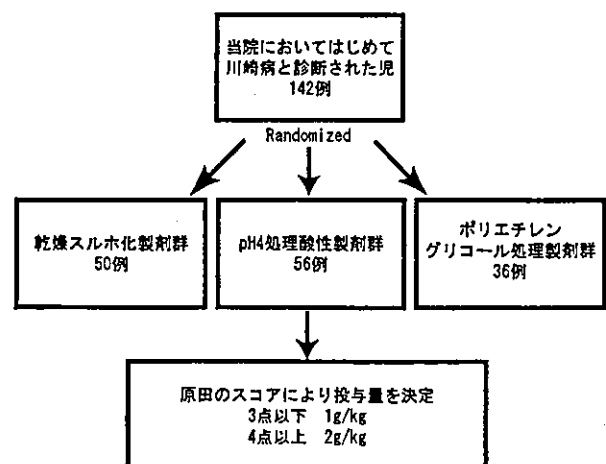 当院においてはじめて
川崎病と診断された児
142例
Randomized
乾燥スルホ化製剤群
50例
pH4処理酸性製剤群
56例
ポリエチレン
グリコール処理製剤群
36例
原田のスコアにより投与量を決定
3点以下 1g/kg
4点以上 2g/kg